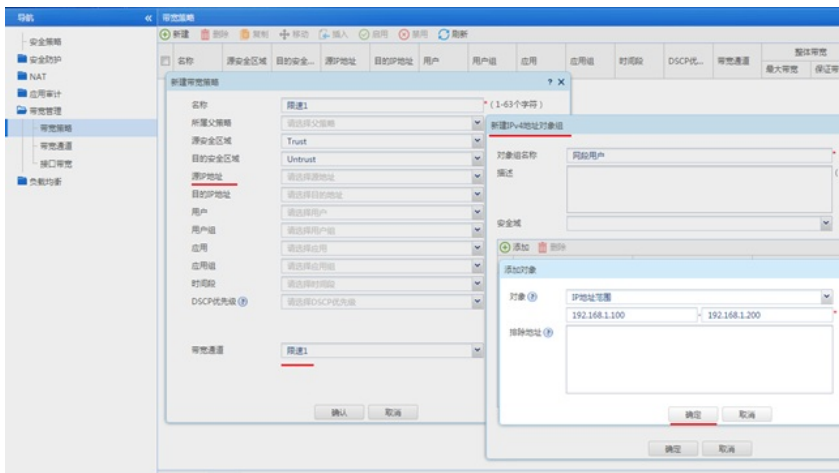 导航 «
安全策略
安全防护
NAT
应用审计
带宽管理
带宽策略
带宽通道
接口带宽
负载均衡
带宽策略
新建 删除 复制 移动 插入 启用 禁用 刷新
名称 源安全区域 目的安全... 源IP地址 目的IP地址 用户 用户组 应用 应用组 时间段 DSCP优... 带宽通道 整体带宽
最大带宽 保证带
新建带宽策略 ? X
名称 限速1 * (1-63个字符)
所属父策略 请选择父策略
源安全区域 Trust
目的安全区域 Untrust
源IP地址 请选择源地址
目的IP地址 请选择目的地址
用户 请选择用户
用户组 请选择用户组
应用 请选择应用
应用组 请选择应用组
时间段 请选择时间段
DSCP优先级 ? 请选择DSCP优先级
带宽通道 限速1
确认 取消
新建IPv4地址对象组
对象组名称 网段用户 *
描述 (
安全域
添加 删除
添加对象
对象 ? IP地址范围
192.168.1.100 - 192.168.1.200 *
排除地址 ?
确定 取消
确定 取消